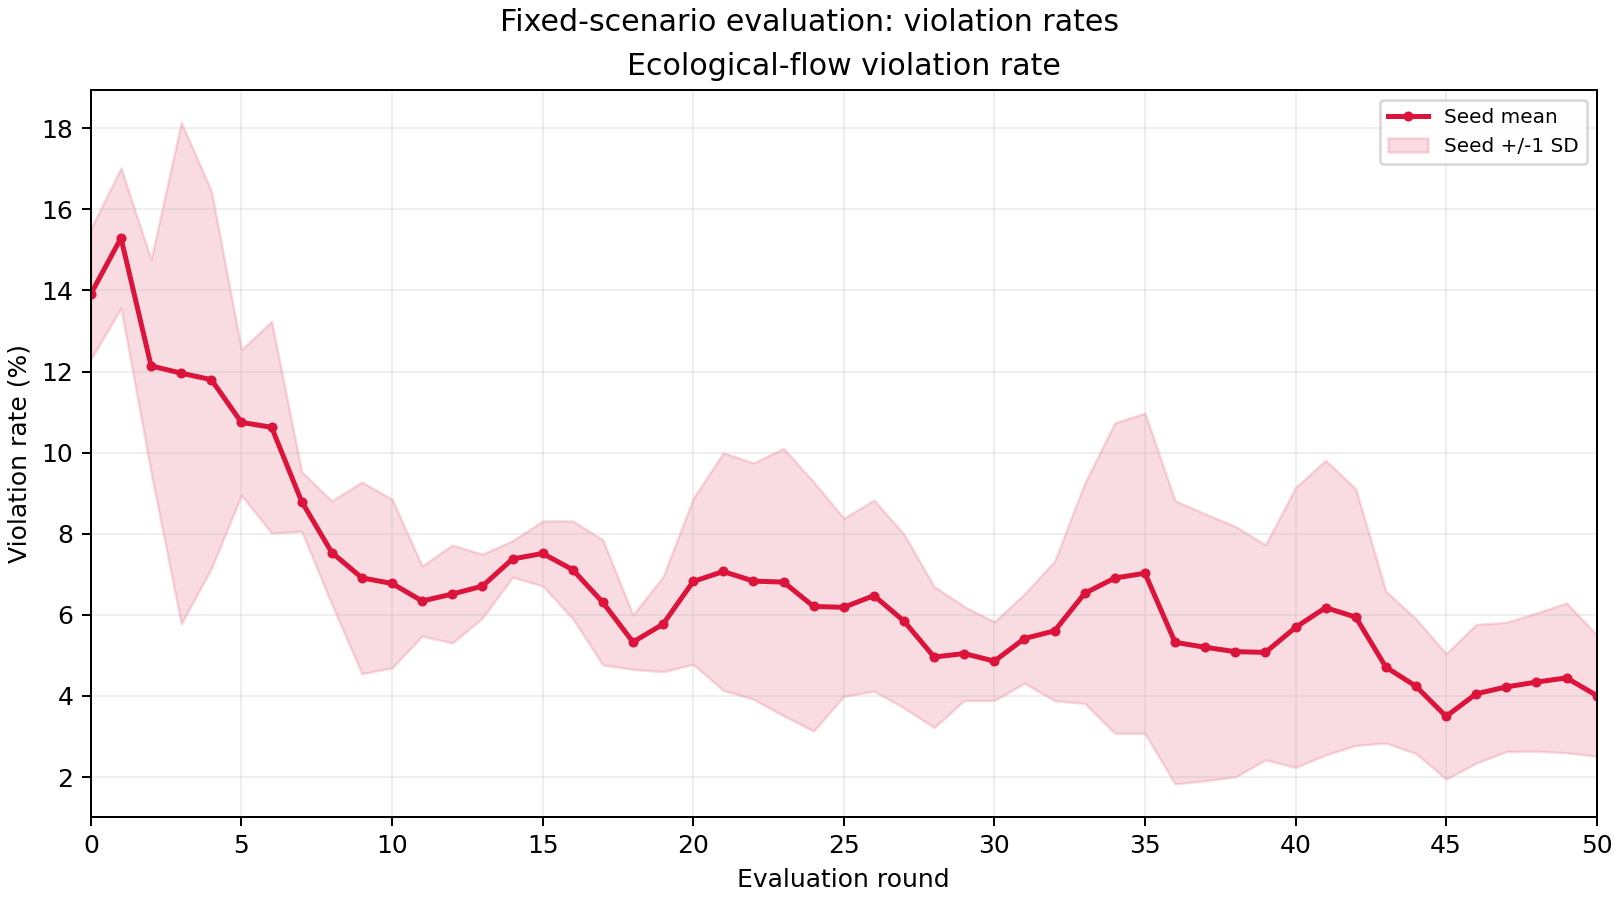 Fixed-scenario evaluation: violation rates
Ecological-flow violation rate
Seed mean
Seed +/-1 SD
Violation rate (%)
18
16
14
12
10
8
6
4
2
0 5 10 15 20 25 30 35 40 45 50
Evaluation round